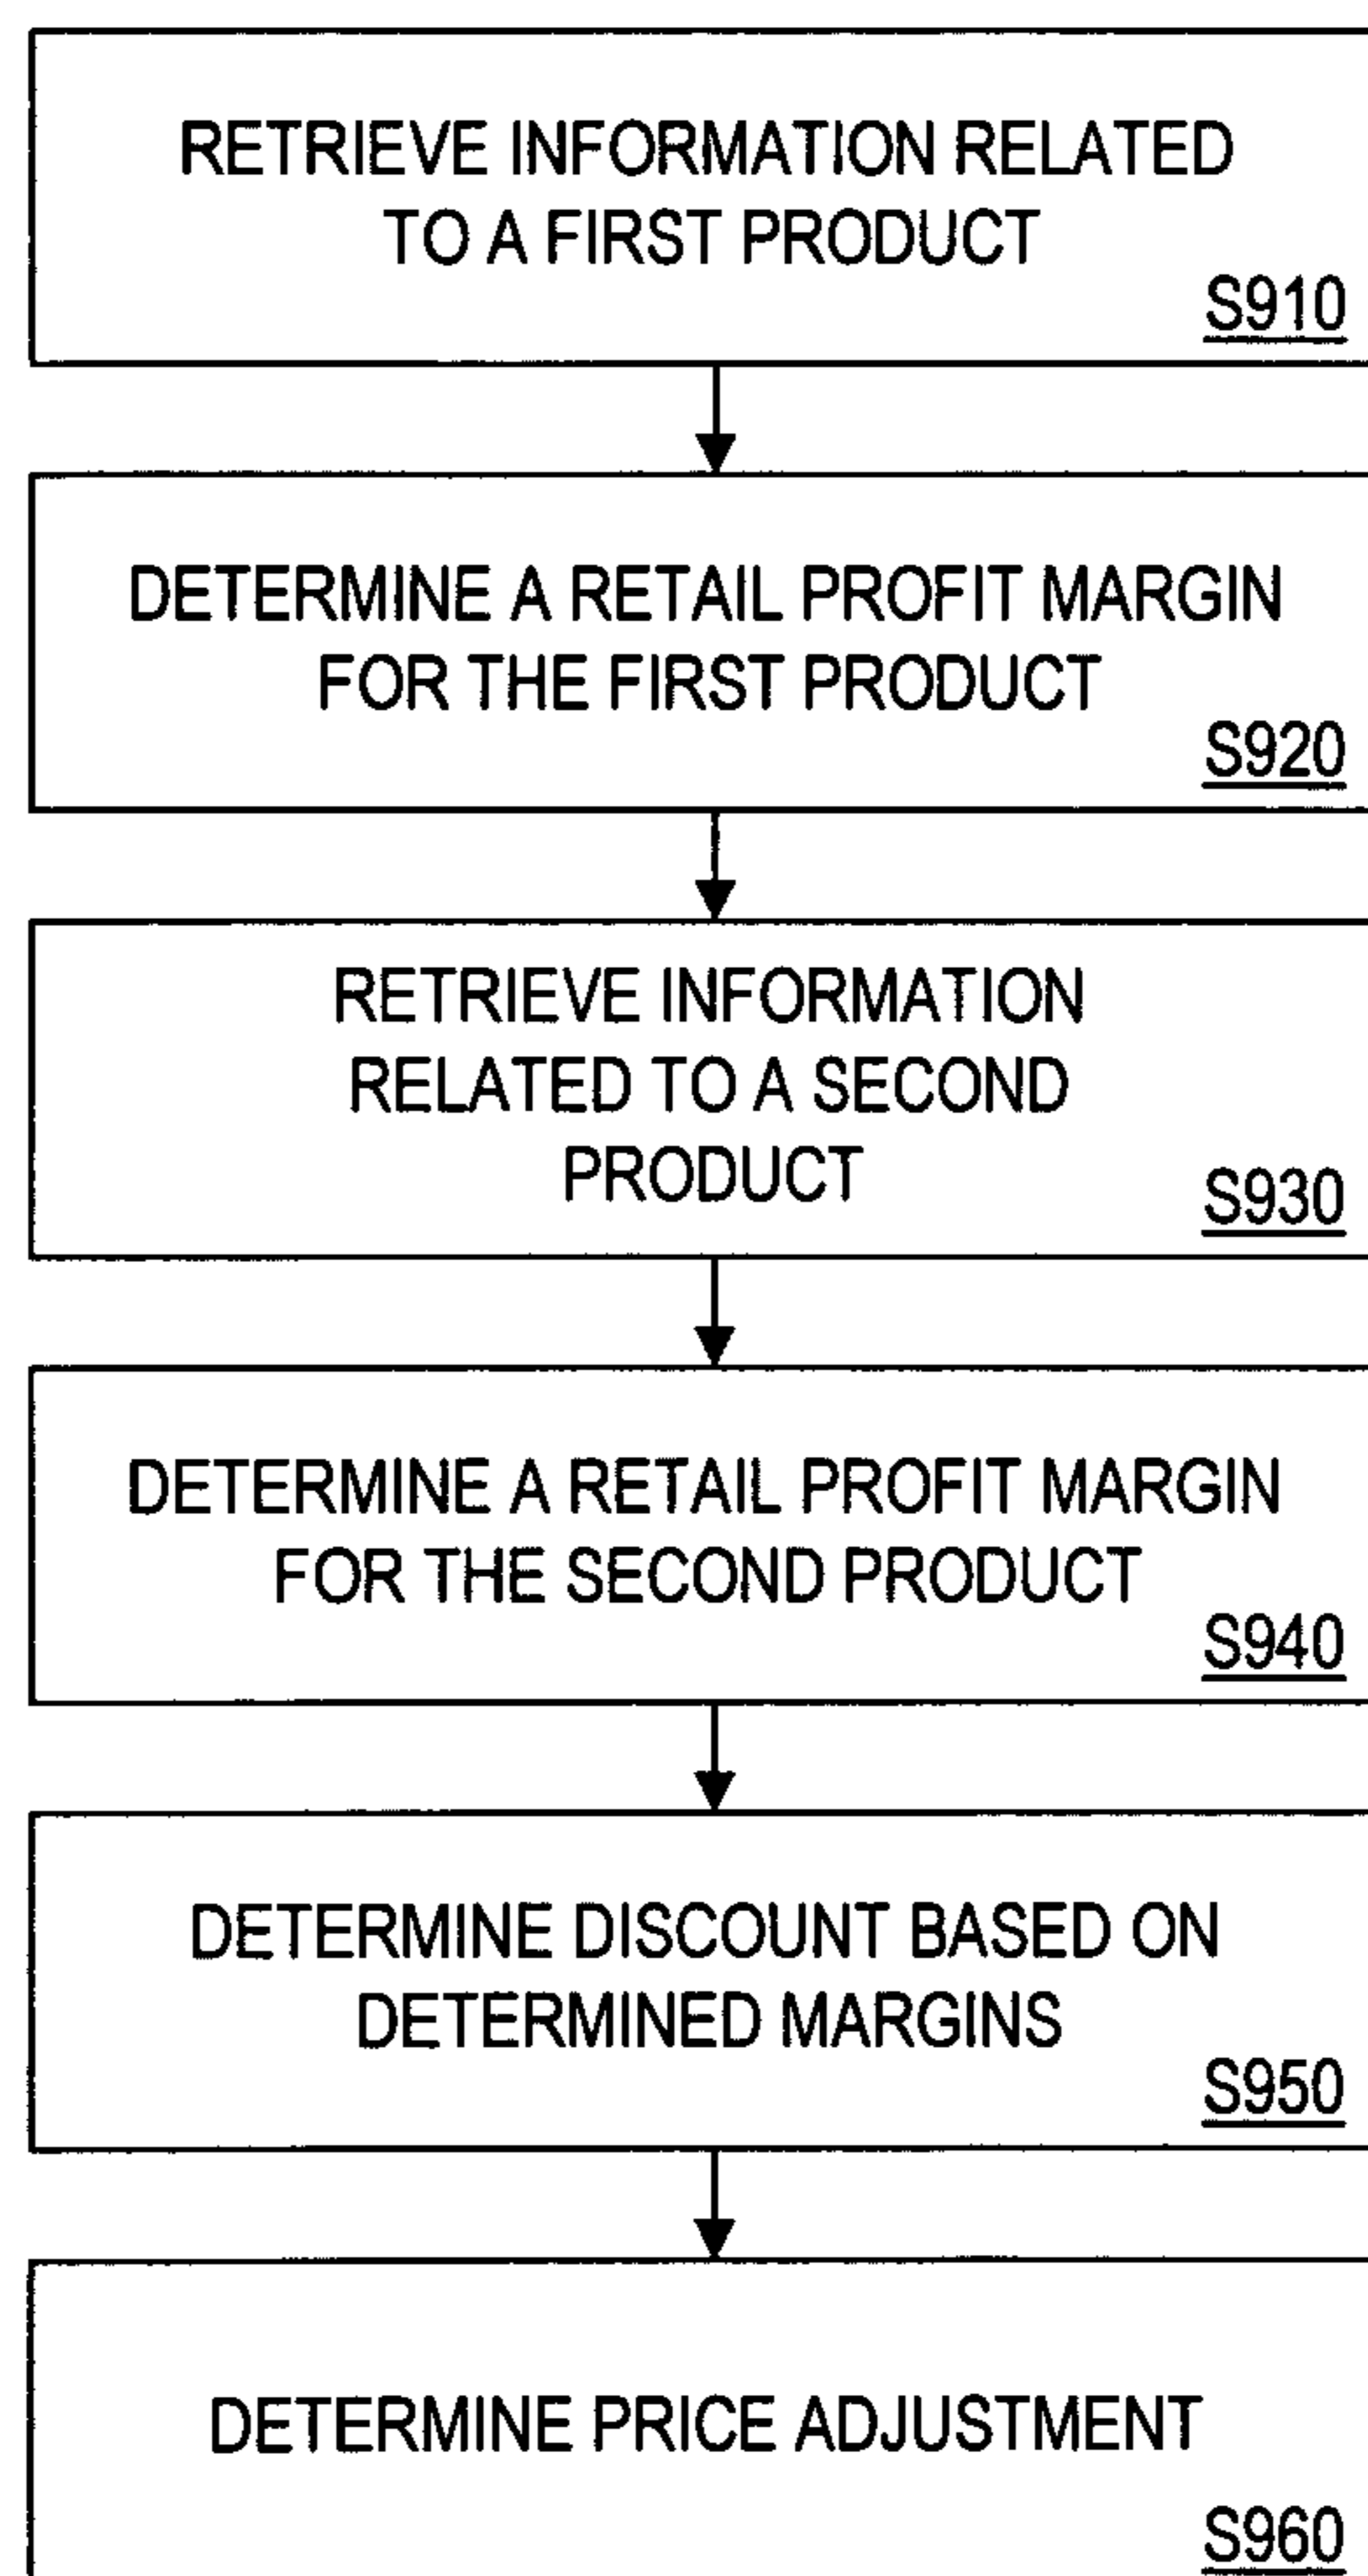 RETRIEVE INFORMATION RELATED
TO A FIRST PRODUCT
S910
DETERMINE A RETAIL PROFIT MARGIN
FOR THE FIRST PRODUCT
S920
RETRIEVE INFORMATION
RELATED TO A SECOND
PRODUCT
S930
DETERMINE A RETAIL PROFIT MARGIN
FOR THE SECOND PRODUCT
S940
DETERMINE DISCOUNT BASED ON
DETERMINED MARGINS
S950
DETERMINE PRICE ADJUSTMENT
S960